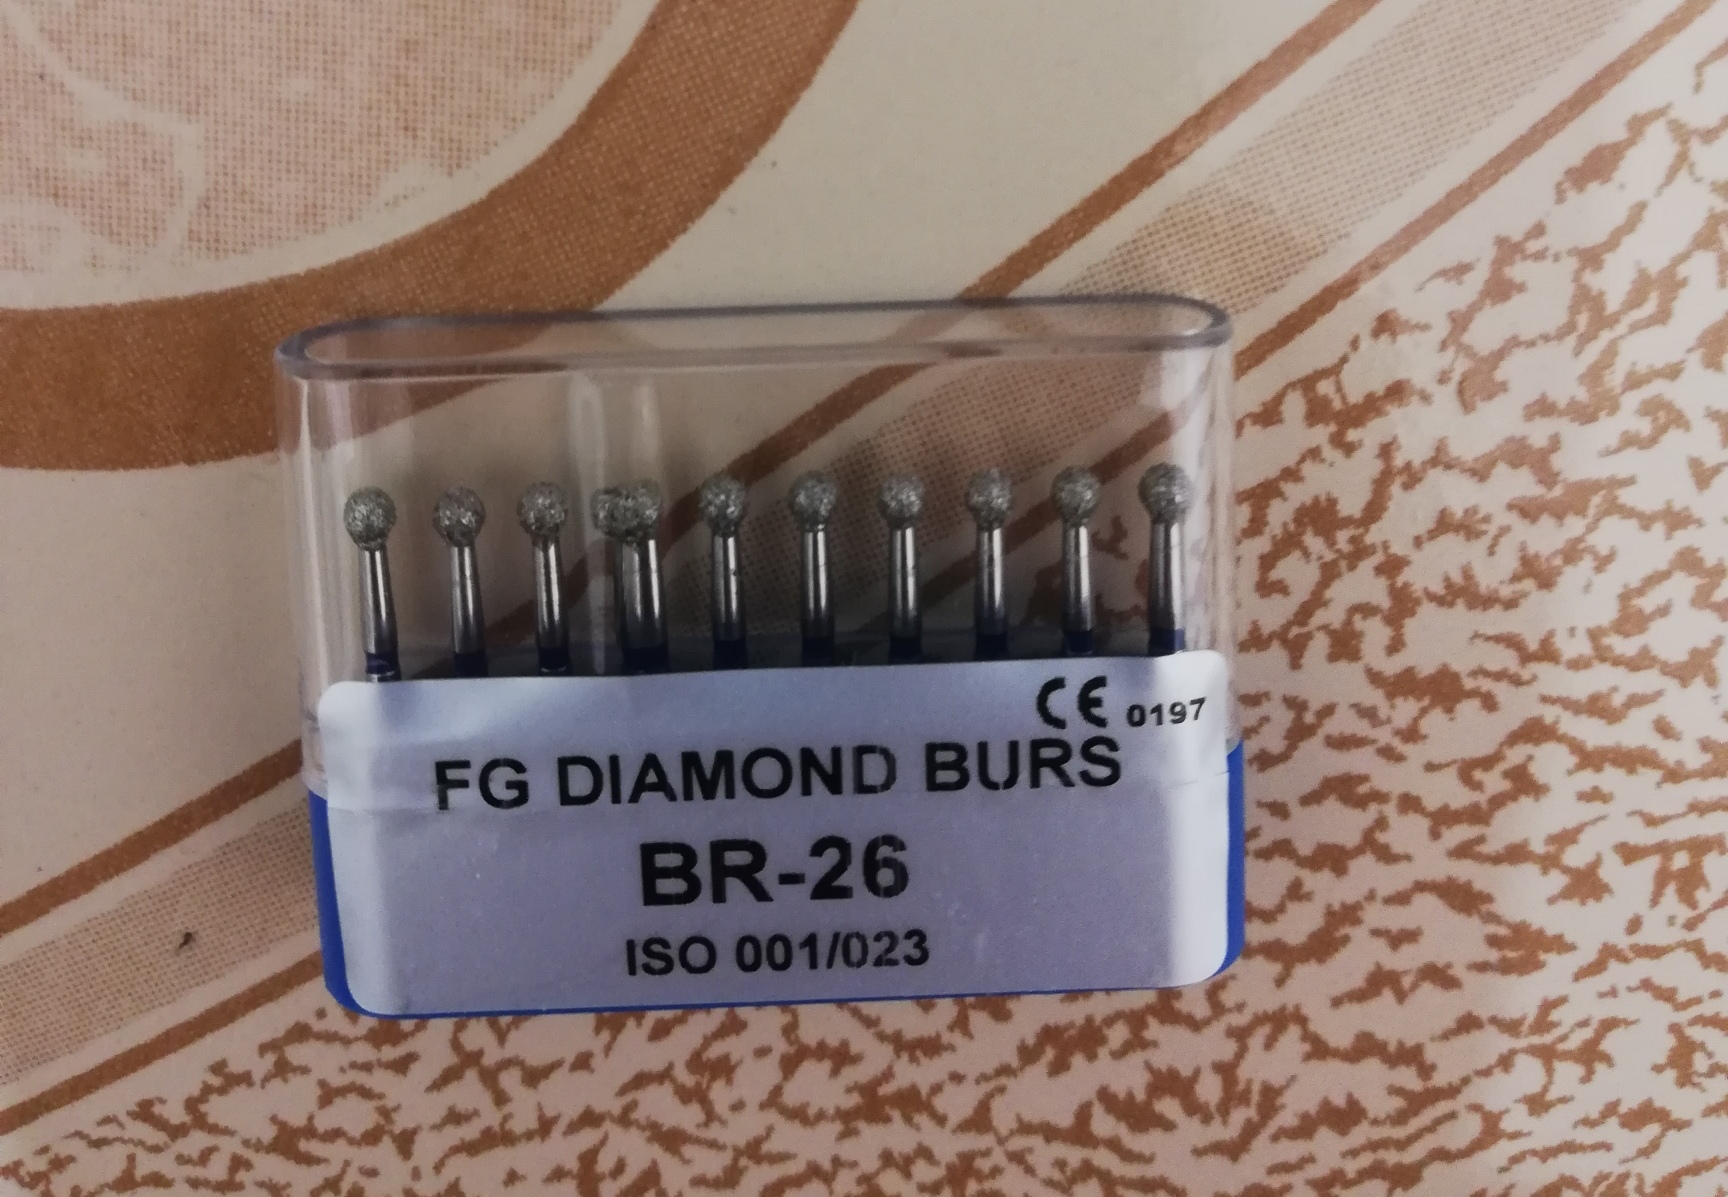 CE 0197
FG DIAMOND BURS
BR-26
ISO 001/023